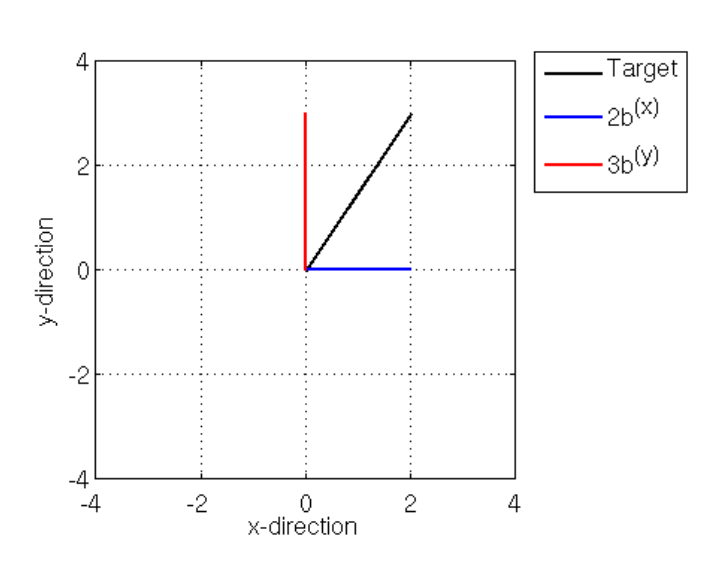 Target
2b^(x)
3b^(y)
4
2
0
-2
-4
y-direction
-4 -2 0 2 4
x-direction